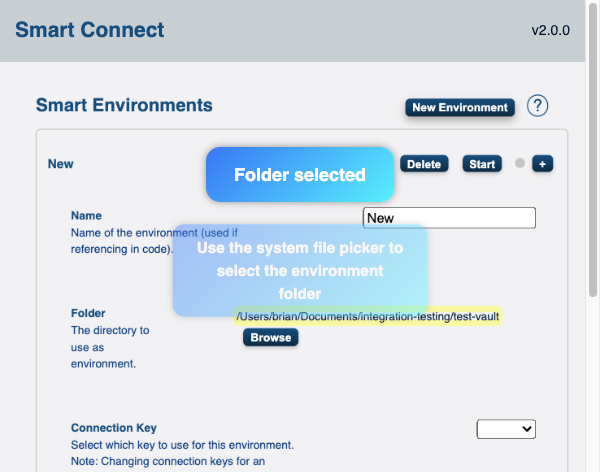 Smart Connect
v2.0.0
Smart Environments
New Environment
?
New
Folder selected
Delete
Start
+
Name
Name of the environment (used if
referencing in code).
New
Use the system file picker to
select the environment
folder
Folder
The directory to
use as
environment.
/Users/brian/Documents/integration-testing/test-vault
Browse
Connection Key
Select which key to use for this environment.
Note: Changing connection keys for an